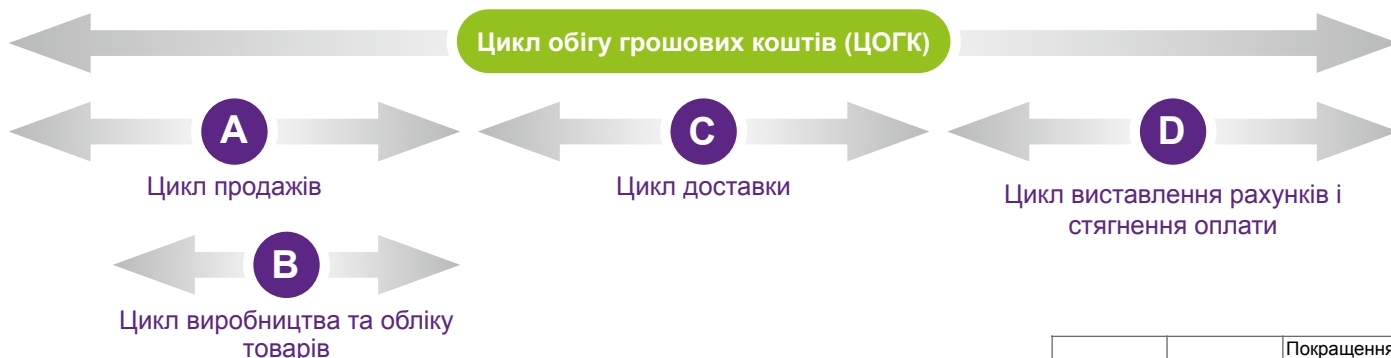 Цикл обігу грошових коштів (ЦОГК)
A
Цикл продажів
B
Цикл виробництва та обліку
товарів
C
Цикл доставки
D
Цикл виставлення рахунків і
стягнення оплати
Покращення